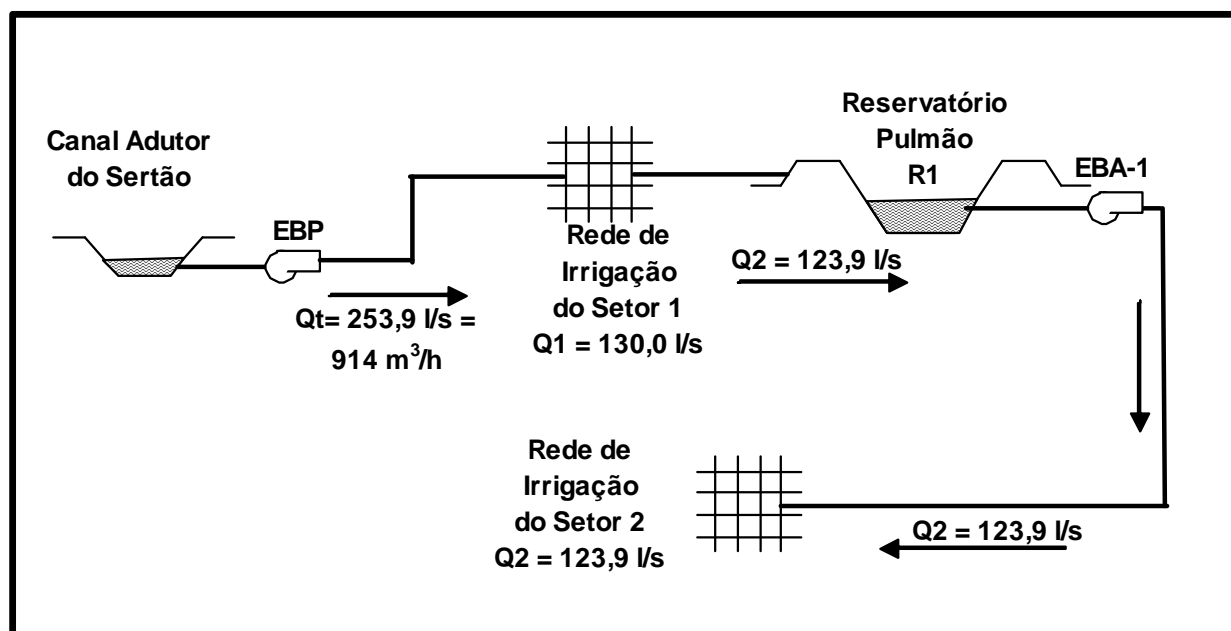 Canal Adutor
do Sertão
EBP
Qt= 253,9 l/s =
914 m³/h
Rede de
Irrigação
do Setor 1
Q1 = 130,0 l/s
Q2 = 123,9 l/s
Reservatório
Pulmão
R1
EBA-1
Rede de
Irrigação
do Setor 2
Q2 = 123,9 l/s
Q2 = 123,9 l/s